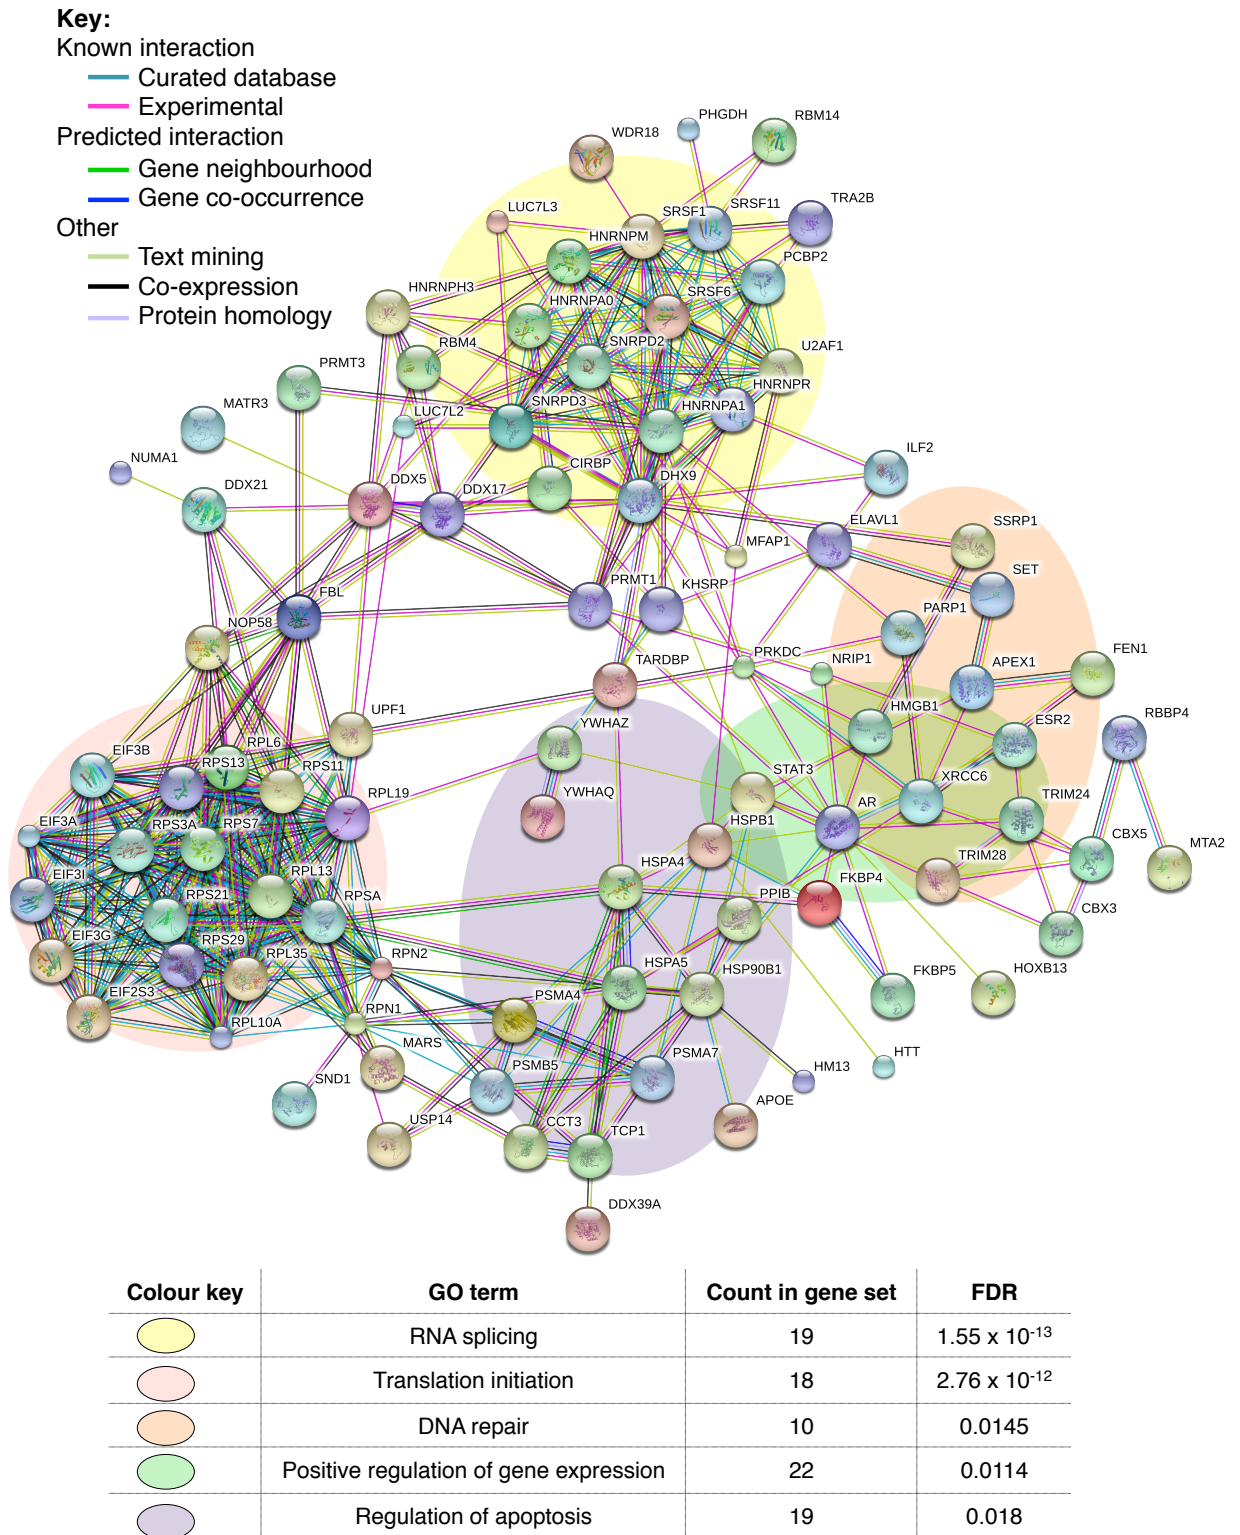 Key:
Known interaction
Curated database
Experimental
Predicted interaction
Gene neighbourhood
Gene co-occurrence
Other
Text mining
Co-expression
Protein homology
PHGDH
RBM14
WDR18
TRA2B
LUC7L3
SRSF1
SRSF11
HNRNPM
PCBP2
HNRNPH3
SRSF6
HNRNPA0
RBM4
SNRPD2
U2AF1
PRMT3
HNRNPR
MATR3
LUC7L2
SNRPD3
HNRNPA1
NUMA1
CIRBP
ILF2
DDX21
DDX5
DDX17
DHX9
ELAVL1
SSRP1
MFAP1
SET
FBL
PRMT1
KHSRP
PARP1
NOP58
TARDBP
PRKDC
NRIP1
APEX1
FEN1
UPF1
YWHAZ
HMGB1
ESR2
RBBP4
EIF3B
RPL6
RPS13
RPS11
STAT3
XRCC6
YWHAQ
RPL19
AR
TRIM24
EIF3A
RPS3A
RPS7
HSPB1
CBX5
MTA2
EIF3I
RPL13
HSPA4
TRIM28
RPS21
RPSA
PPIB
FKBP4
CBX3
EIF3G
RPS29
RPL35
RPN2
HSPA5
HSP90B1
FKBP5
HOXB13
EIF2S3
PSMA4
RPL10A
RPN1
MARS
PSMB5
PSMA7
HM13
HTT
SND1
APOE
USP14
CCT3
TCP1
DDX39A
Colour key GO term Count in gene set FDR
RNA splicing 19 1.55 x 10⁻¹³
Translation initiation 18 2.76 x 10⁻¹²
DNA repair 10 0.0145
Positive regulation of gene expression 22 0.0114
Regulation of apoptosis 19 0.018